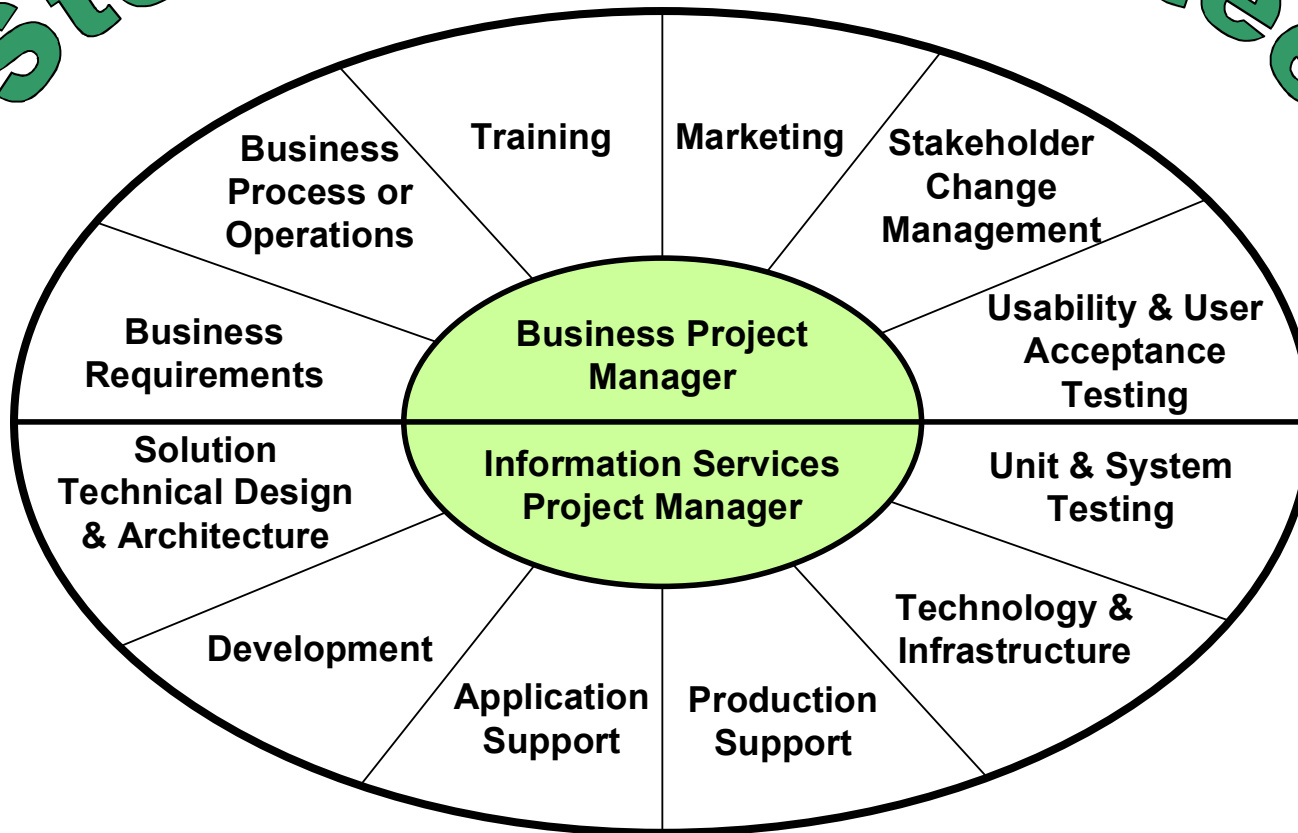 Business
Process or
Operations
Training
Marketing
Stakeholder
Change
Management
Business
Requirements
Business Project
Manager
Usability & User
Acceptance
Testing
Solution
Technical Design
& Architecture
Information Services
Project Manager
Unit & System
Testing
Development
Application
Support
Production
Support
Technology &
Infrastructure